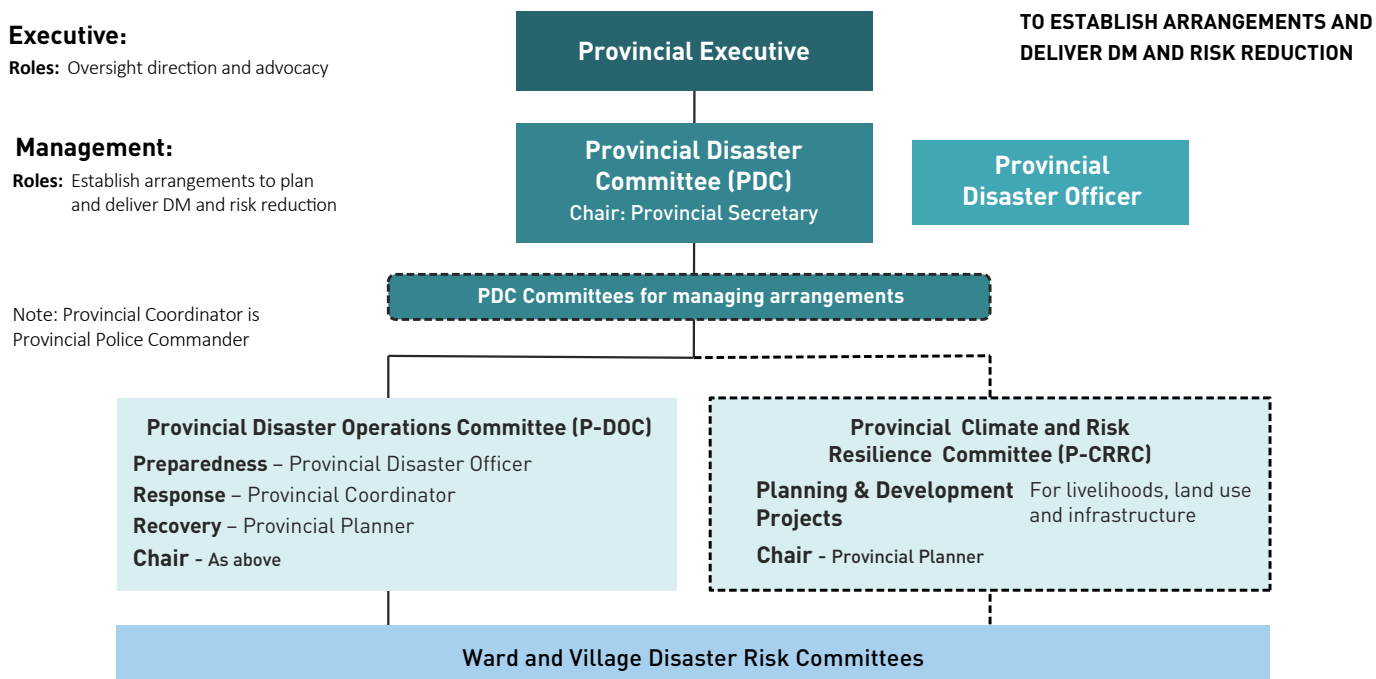 Executive:
Roles: Oversight direction and advocacy
Provincial Executive
TO ESTABLISH ARRANGEMENTS AND
DELIVER DM AND RISK REDUCTION
Management:
Roles: Establish arrangements to plan
and deliver DM and risk reduction
Provincial Disaster
Committee (PDC)
Chair: Provincial Secretary
Provincial
Disaster Officer
PDC Committees for managing arrangements
Note: Provincial Coordinator is
Provincial Police Commander
Provincial Disaster Operations Committee (P-DOC)
Preparedness – Provincial Disaster Officer
Response – Provincial Coordinator
Recovery – Provincial Planner
Chair - As above
Provincial Climate and Risk
Resilience Committee (P-CRRC)
Planning & Development
Projects
For livelihoods, land use
and infrastructure
Chair - Provincial Planner
Ward and Village Disaster Risk Committees